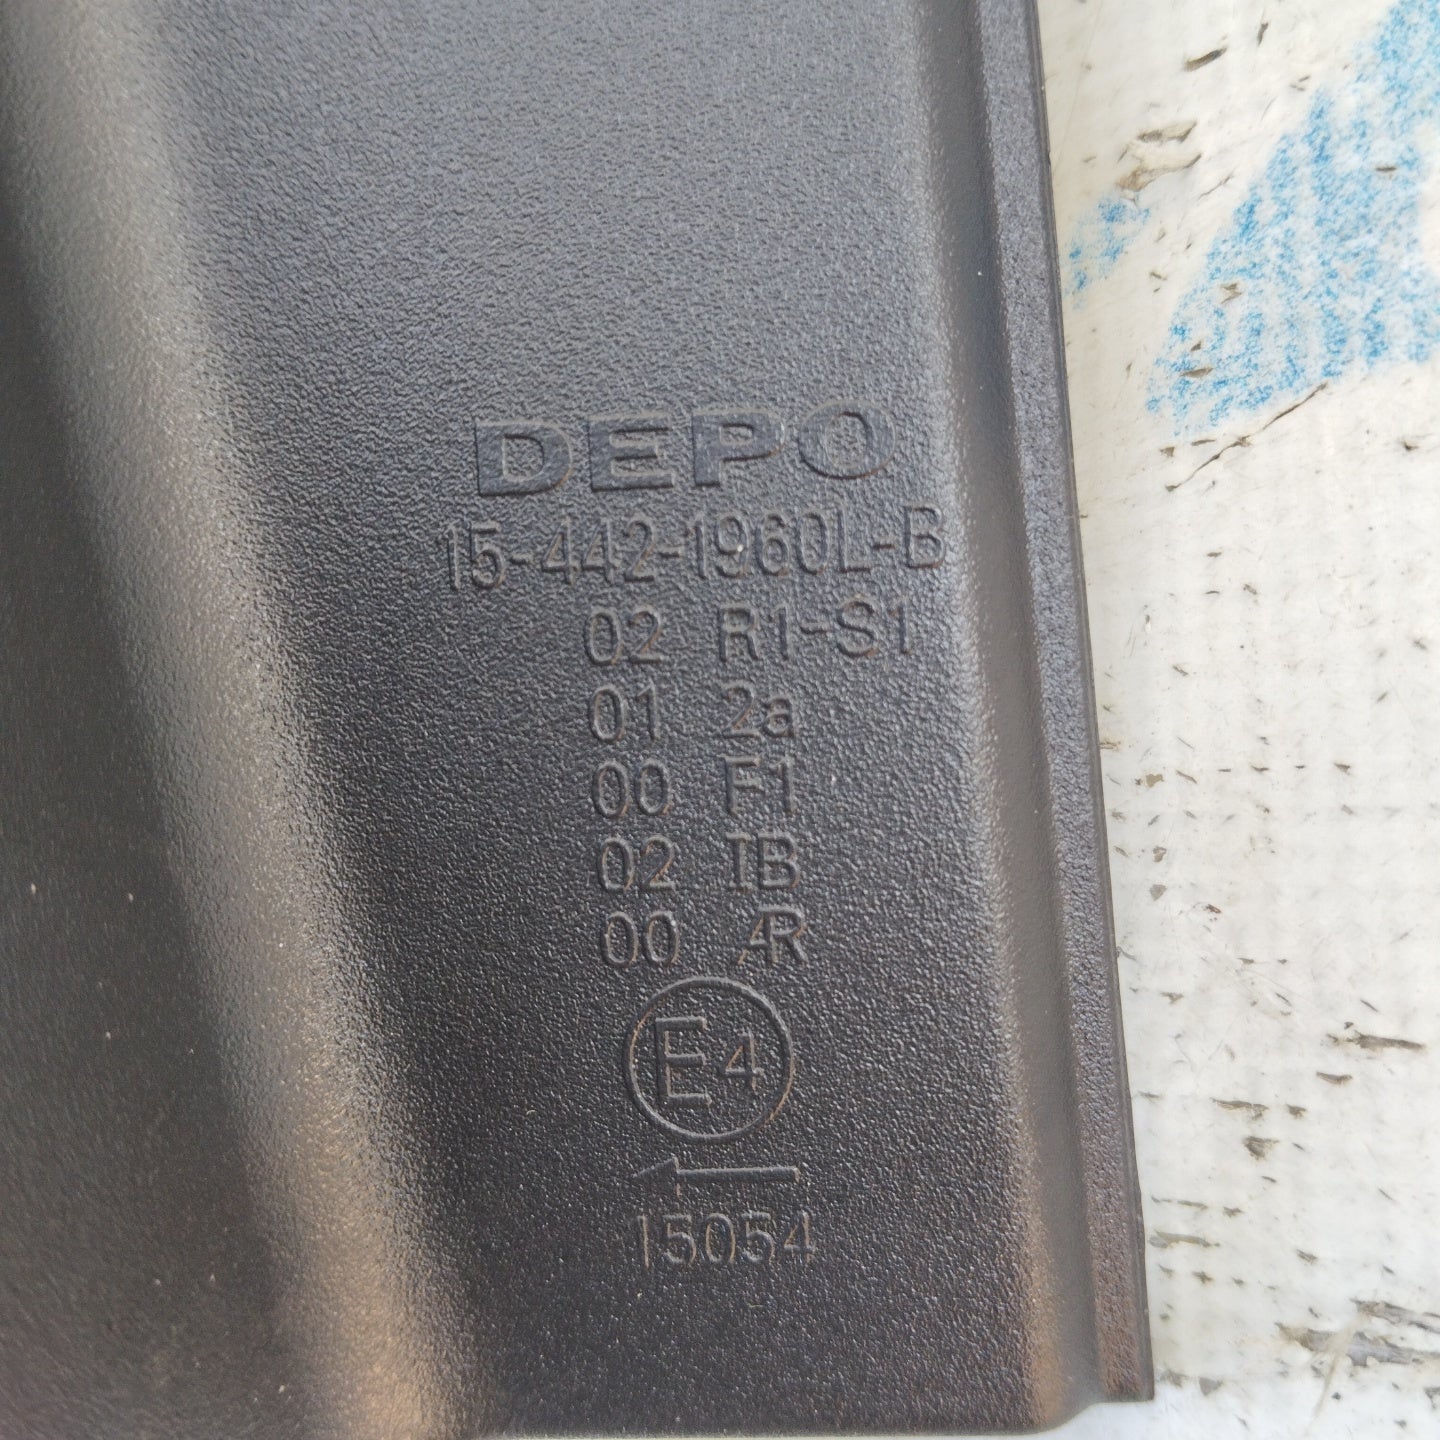 DEPO
15-442-1960L-B
02 R1-S1
01 2a
00 F1
02 IB
00 AR
E4
15054